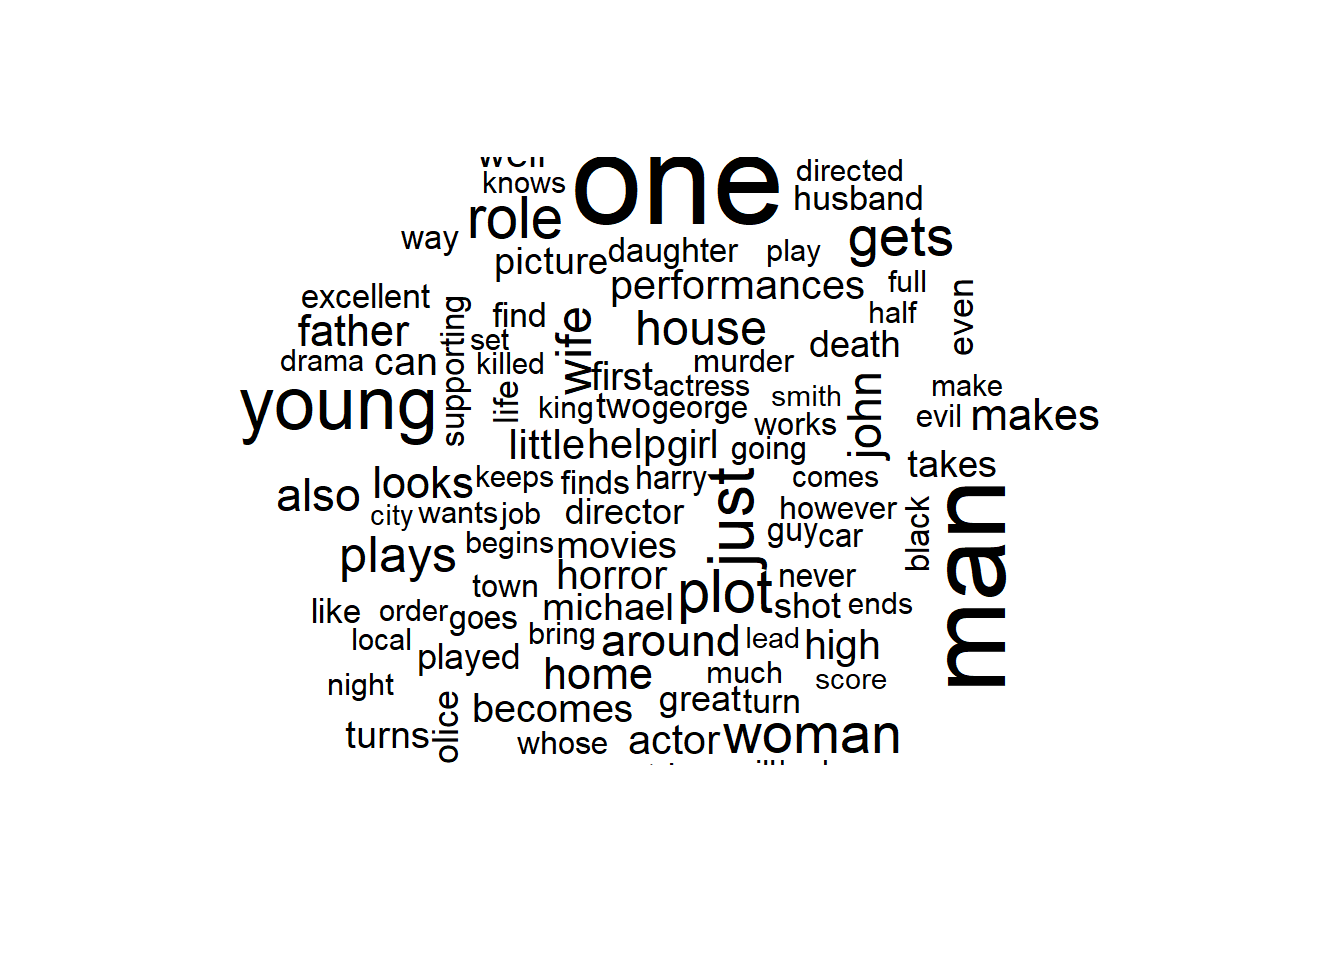 well
one
directed
knows
husband
role
way
gets
daughter
play
picture
performances
full
excellent
half
even
find
father
supporting
wife
house
set
death
drama
can
killed
murder
first
actress
make
young
life
king
two
george
smith
john
evil
makes
works
little
help
girl
going
takes
looks
keeps
finds
harry
just
comes
also
city
wants
job
director
however
black
man
guy
car
plays
begins
movies
horror
plot
never
town
like
order
goes
michael
shot
ends
local
bring
around
lead
high
played
home
much
score
night
great
turn
becomes
turns
olice
whose
actor
woman